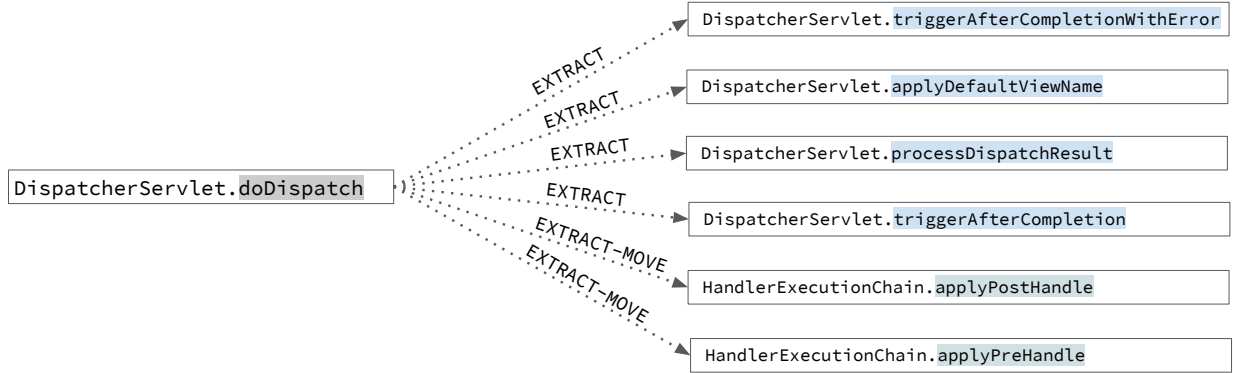 DispatcherServlet.triggerAfterCompletionWithError
EXTRACT
DispatcherServlet.applyDefaultViewName
EXTRACT
EXTRACT
DispatcherServlet.processDispatchResult
DispatcherServlet.doDispatch
EXTRACT
DispatcherServlet.triggerAfterCompletion
EXTRACT-MOVE
HandlerExecutionChain.applyPostHandle
EXTRACT-MOVE
HandlerExecutionChain.applyPreHandle